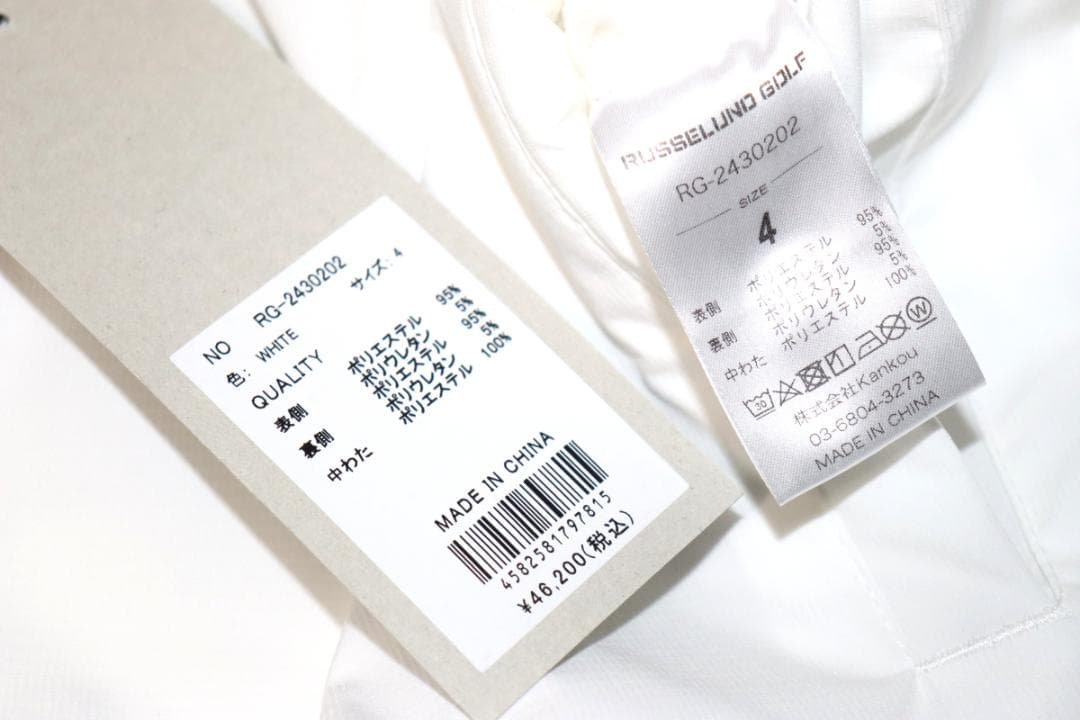 NO RG-2430202 サイズ: 4
色: WHITE
QUALITY
表側 ポリエステル 95%
ポリウレタン 5%
裏側 ポリエステル 95%
ポリウレタン 5%
中わた ポリエステル 100%
MADE IN CHINA
4582581797815
¥46,200(税込)
RUSSELUNO GOLF
RG-2430202
SIZE
4
表側 ポリエステル 95%
ポリウレタン 5%
裏側 ポリエステル 95%
ポリウレタン 5%
中わた ポリエステル 100%
30 W
株式会社Kankou
03-6804-3273
MADE IN CHINA